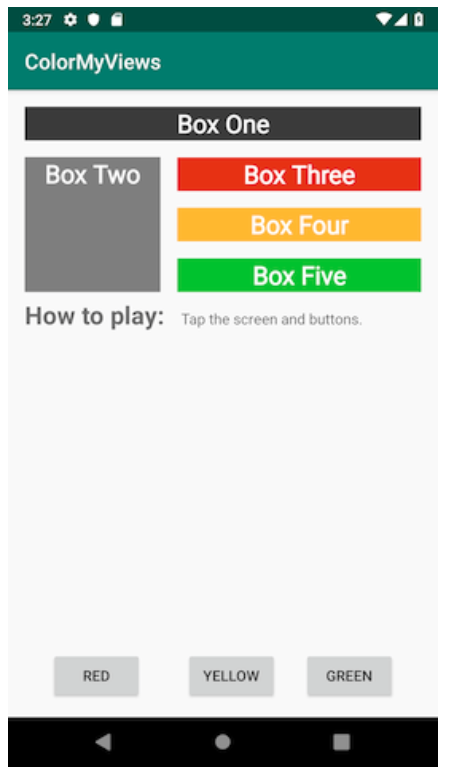 3:27
ColorMyViews
Box One
Box Two
Box Three
Box Four
Box Five
How to play: Tap the screen and buttons.
RED YELLOW GREEN